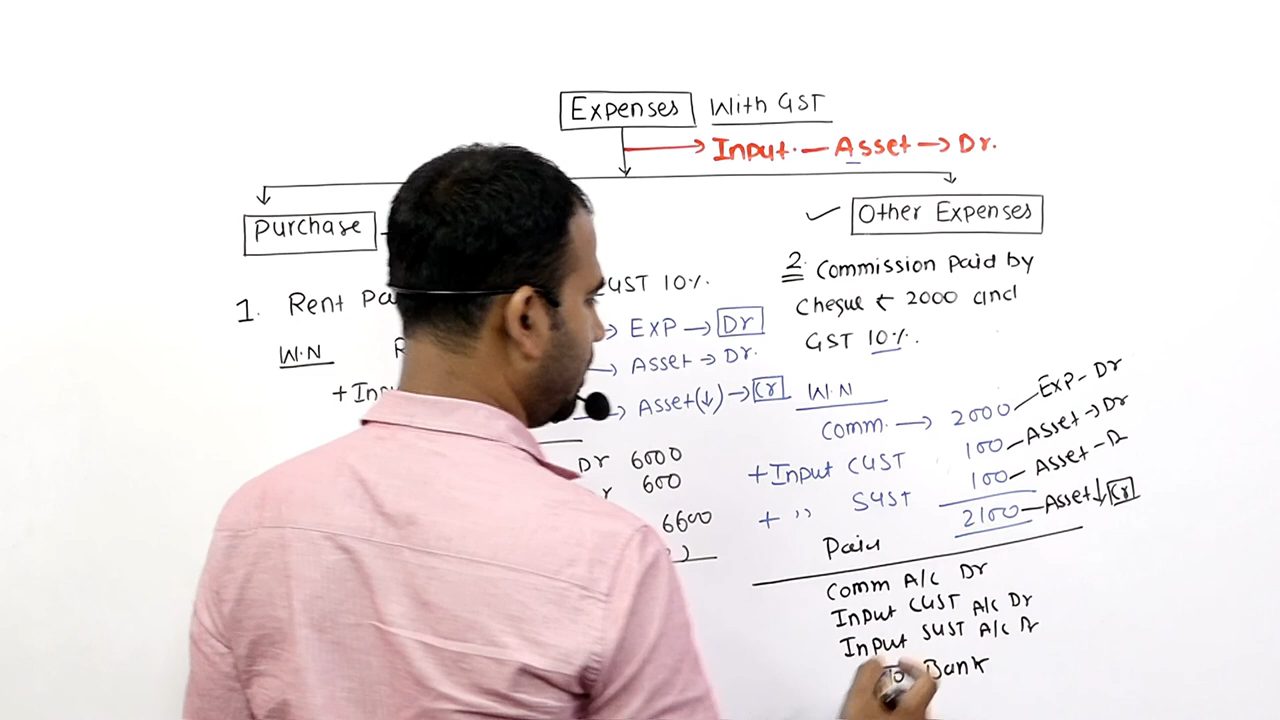 Expenses With GST
Input. — Asset → Dr.
Purchase
Other Expenses
1. Rent
GST 10%.
W.N
EXP → Dr
Asset → Dr.
Asset(↓) → Cr
Dr 6000
600
6600
2. Commission Paid by
Cheque ₹ 2000 and
GST 10%.
W.N
Comm. → 2000 — Exp - Dr
+ Input CGST 100 — Asset → Dr
+ " SGST 100 — Asset - Dr
Paid 2100 — Asset↓ Cr
Comm A/c Dr
Input CGST A/c Dr
Input SGST A/c Dr
To Bank